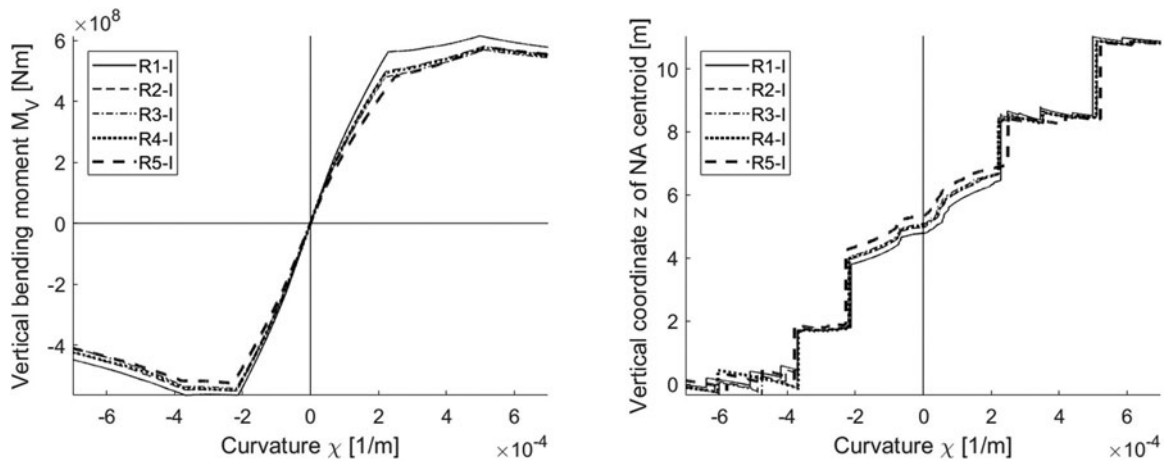 ×10⁸
Vertical bending moment M_V [Nm]
6
4
2
0
-2
-4
R1-I
R2-I
R3-I
R4-I
R5-I
-6 -4 -2 0 2 4 6
Curvature χ [1/m]
×10⁻⁴
Vertical coordinate z of NA centroid [m]
10
8
6
4
2
0
R1-I
R2-I
R3-I
R4-I
R5-I
-6 -4 -2 0 2 4 6
Curvature χ [1/m]
×10⁻⁴